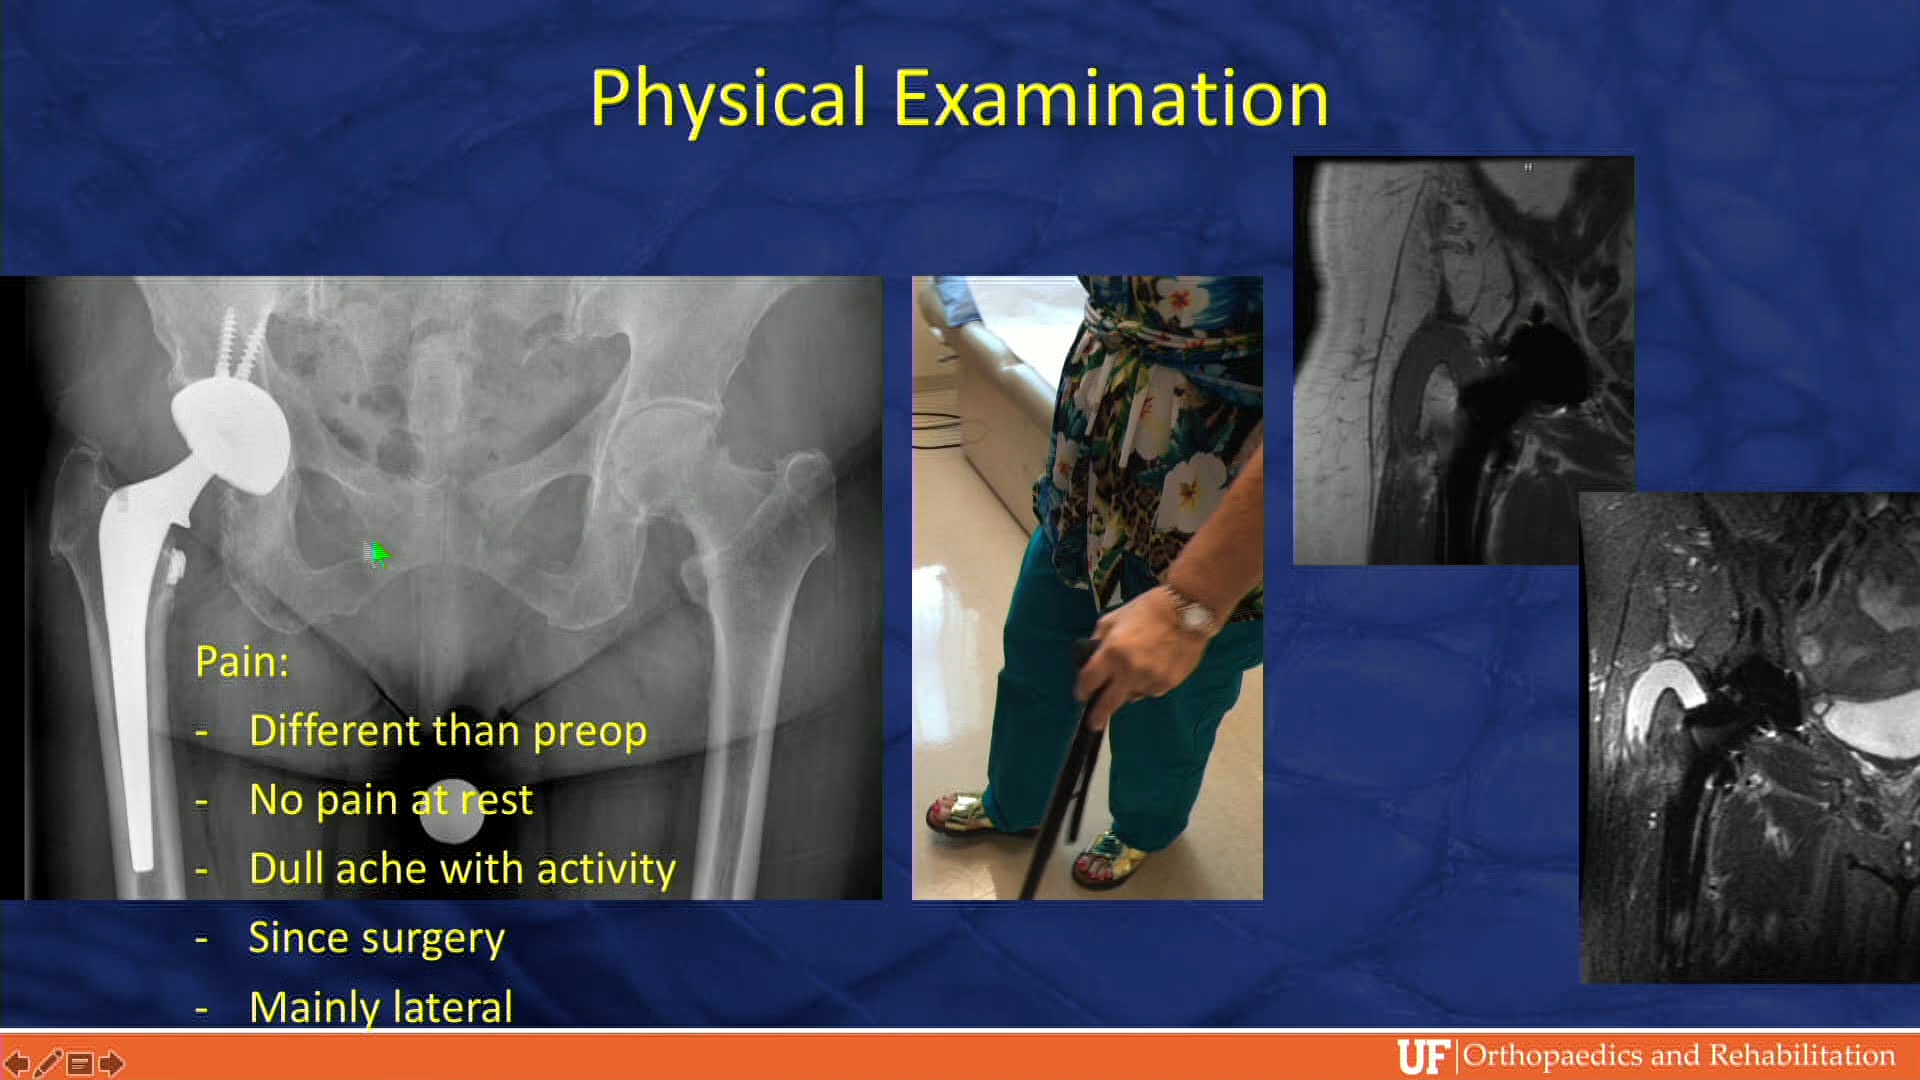 Physical Examination
H
Pain:
- Different than preop
- No pain at rest
- Dull ache with activity
- Since surgery
- Mainly lateral
UF | Orthopaedics and Rehabilitation